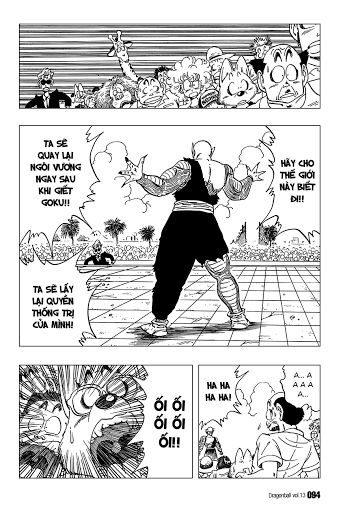 TA SẼ
QUAY LẠI
NGÔI VƯƠNG
NGAY SAU
KHI GIẾT
GOKU!!
HÃY CHO
THẾ GIỚI
NÀY BIẾT
ĐI!!
TA SẼ LẤY
LẠI QUYỀN
THỐNG TRỊ
CỦA MÌNH!
ỐI ỐI
ỐI ỐI
ỐI!!
HA HA
HA HA!
A... A
A A
A...
Dragonball vol.13 094